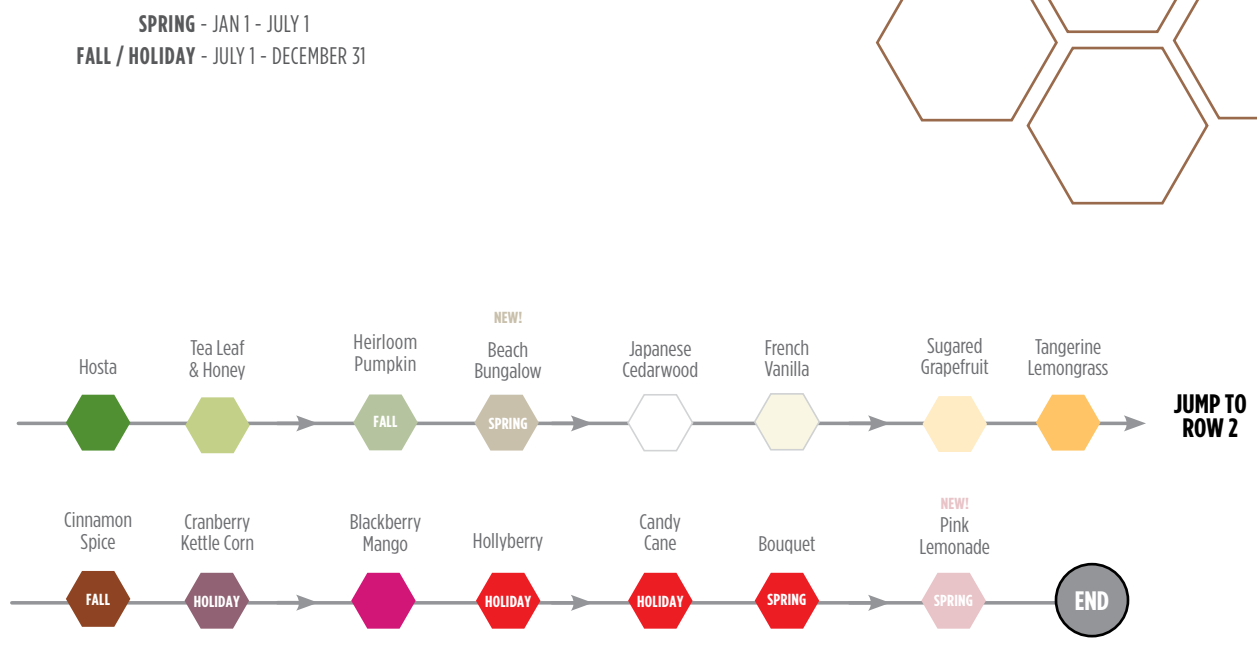 SPRING - JAN 1 - JULY 1
FALL / HOLIDAY - JULY 1 - DECEMBER 31
Hosta
Tea Leaf
& Honey
Heirloom
Pumpkin
FALL
NEW!
Beach
Bungalow
SPRING
Japanese
Cedarwood
French
Vanilla
Sugared
Grapefruit
Tangerine
Lemongrass
JUMP TO
ROW 2
Cinnamon
Spice
FALL
Cranberry
Kettle Corn
HOLIDAY
Blackberry
Mango
Hollyberry
HOLIDAY
Candy
Cane
HOLIDAY
Bouquet
SPRING
NEW!
Pink
Lemonade
SPRING
END